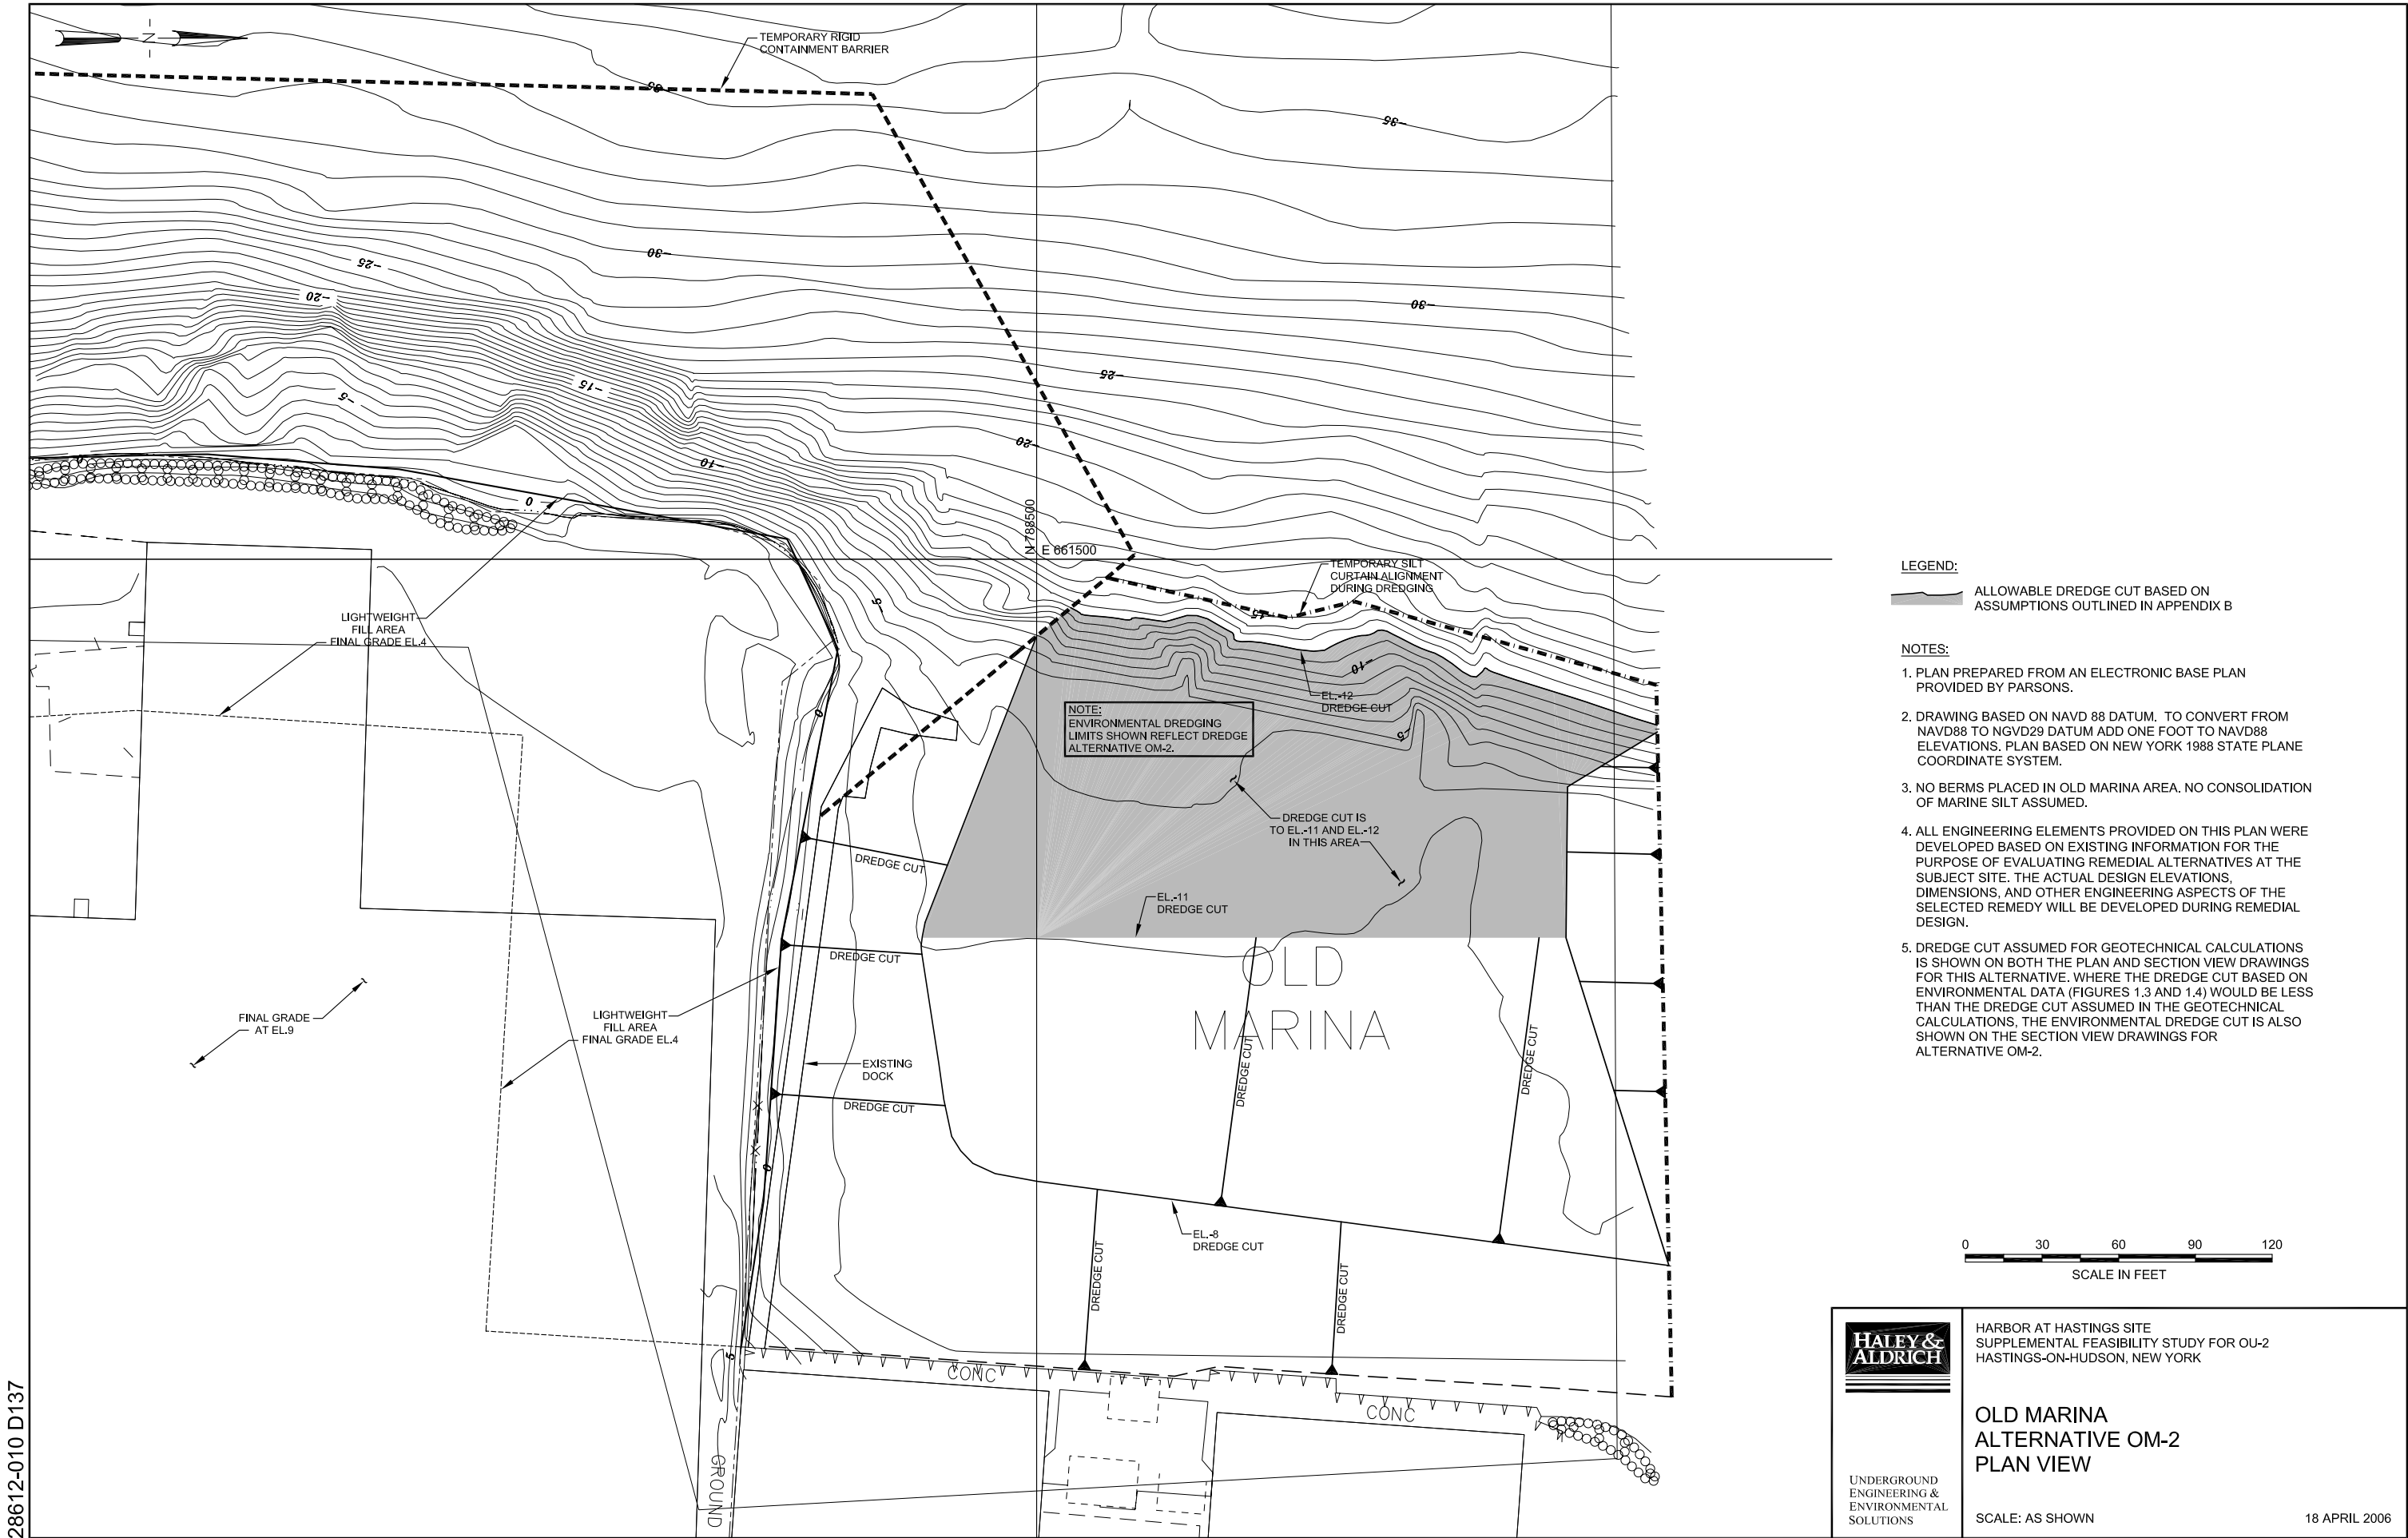 N
TEMPORARY RIGID
CONTAINMENT BARRIER
-35
-35
-30
-30
-25
-25
-20
-20
-15
-15
-10
-10
-5
-5
-5
0
0
0
0
5
N 788500
E 661500
TEMPORARY SILT
CURTAIN ALIGNMENT
DURING DREDGING
LIGHTWEIGHT
FILL AREA
FINAL GRADE EL.4
EL.-12
DREDGE CUT
NOTE:
ENVIRONMENTAL DREDGING
LIMITS SHOWN REFLECT DREDGE
ALTERNATIVE OM-2.
DREDGE CUT IS
TO EL.-11 AND EL.-12
IN THIS AREA
DREDGE CUT
EL.-11
DREDGE CUT
DREDGE CUT
OLD
MARINA
FINAL GRADE
AT EL.9
LIGHTWEIGHT
FILL AREA
FINAL GRADE EL.4
EXISTING
DOCK
DREDGE CUT
DREDGE CUT
DREDGE CUT
EL.-8
DREDGE CUT
DREDGE CUT
DREDGE CUT
CONC
CONC
GROUND
LEGEND:
ALLOWABLE DREDGE CUT BASED ON
ASSUMPTIONS OUTLINED IN APPENDIX B
NOTES:
1. PLAN PREPARED FROM AN ELECTRONIC BASE PLAN
PROVIDED BY PARSONS.
2. DRAWING BASED ON NAVD 88 DATUM. TO CONVERT FROM
NAVD88 TO NGVD29 DATUM ADD ONE FOOT TO NAVD88
ELEVATIONS. PLAN BASED ON NEW YORK 1988 STATE PLANE
COORDINATE SYSTEM.
3. NO BERMS PLACED IN OLD MARINA AREA. NO CONSOLIDATION
OF MARINE SILT ASSUMED.
4. ALL ENGINEERING ELEMENTS PROVIDED ON THIS PLAN WERE
DEVELOPED BASED ON EXISTING INFORMATION FOR THE
PURPOSE OF EVALUATING REMEDIAL ALTERNATIVES AT THE
SUBJECT SITE. THE ACTUAL DESIGN ELEVATIONS,
DIMENSIONS, AND OTHER ENGINEERING ASPECTS OF THE
SELECTED REMEDY WILL BE DEVELOPED DURING REMEDIAL
DESIGN.
5. DREDGE CUT ASSUMED FOR GEOTECHNICAL CALCULATIONS
IS SHOWN ON BOTH THE PLAN AND SECTION VIEW DRAWINGS
FOR THIS ALTERNATIVE. WHERE THE DREDGE CUT BASED ON
ENVIRONMENTAL DATA (FIGURES 1.3 AND 1.4) WOULD BE LESS
THAN THE DREDGE CUT ASSUMED IN THE GEOTECHNICAL
CALCULATIONS, THE ENVIRONMENTAL DREDGE CUT IS ALSO
SHOWN ON THE SECTION VIEW DRAWINGS FOR
ALTERNATIVE OM-2.
0 30 60 90 120
SCALE IN FEET
HALEY &
ALDRICH
UNDERGROUND
ENGINEERING &
ENVIRONMENTAL
SOLUTIONS
HARBOR AT HASTINGS SITE
SUPPLEMENTAL FEASIBILITY STUDY FOR OU-2
HASTINGS-ON-HUDSON, NEW YORK
OLD MARINA
ALTERNATIVE OM-2
PLAN VIEW
SCALE: AS SHOWN
18 APRIL 2006
28612-010 D137